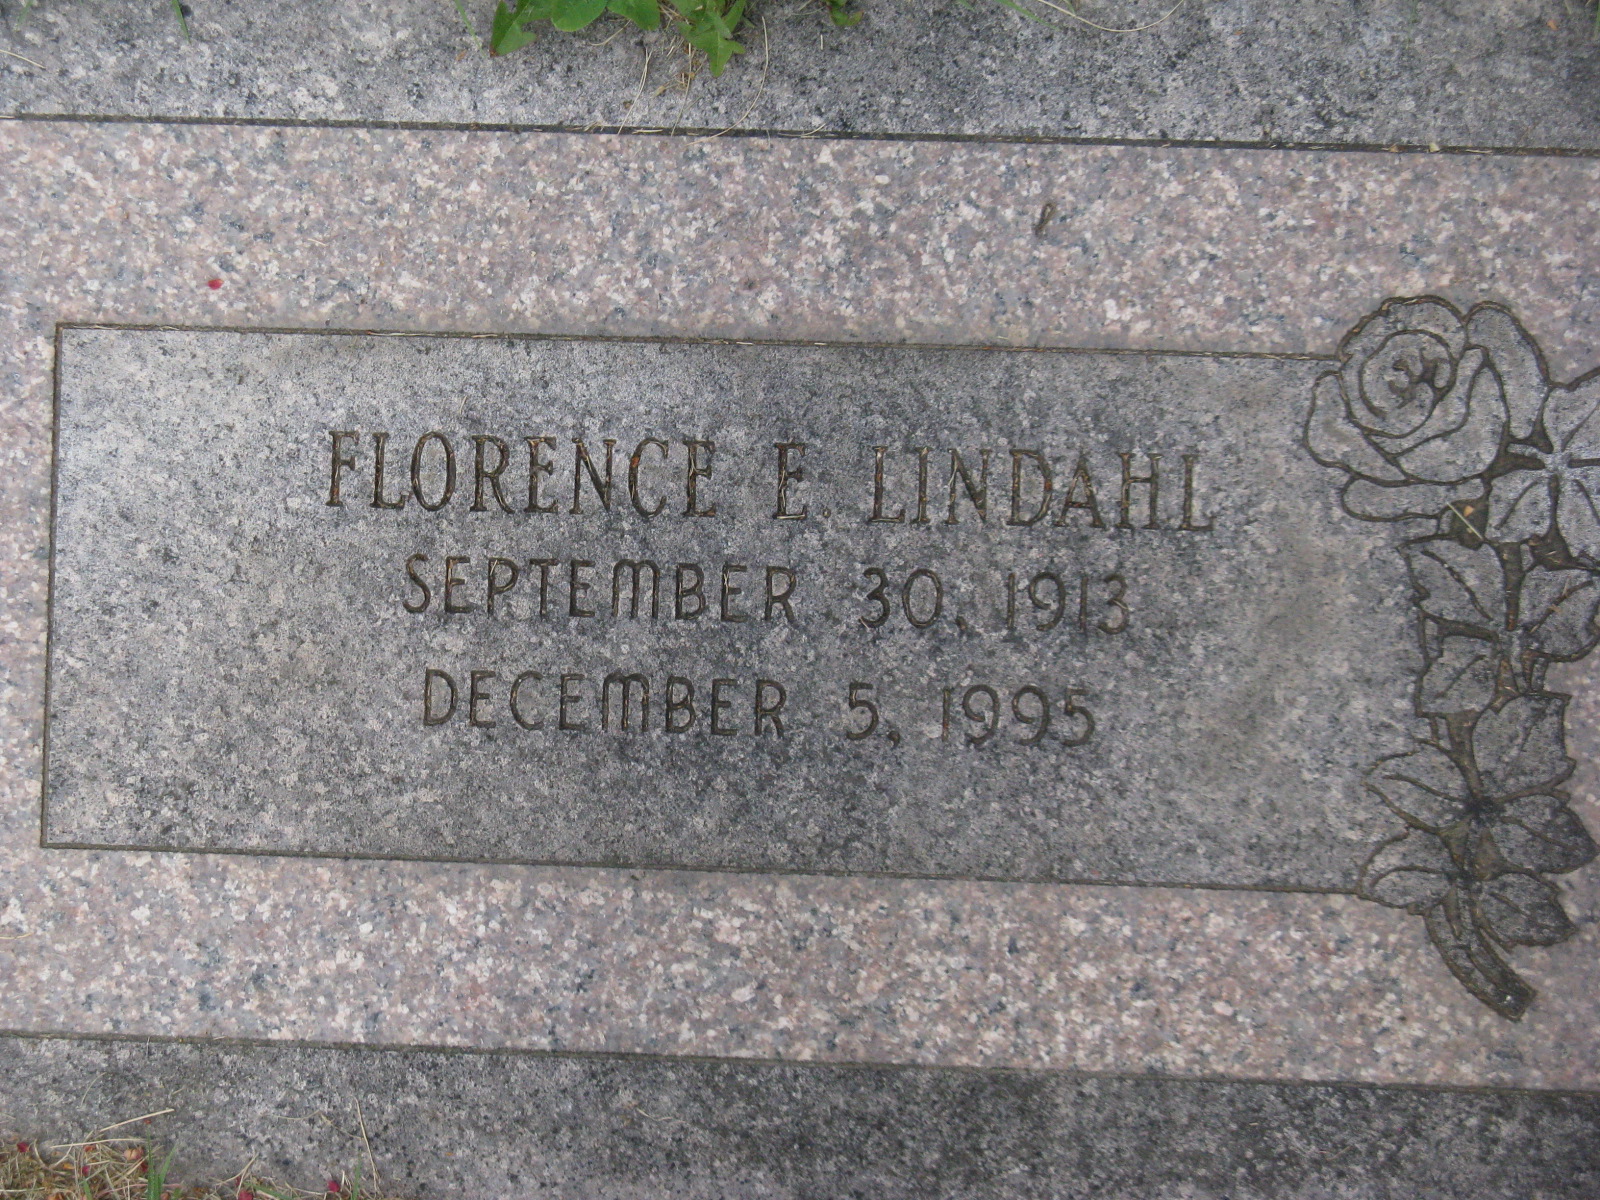 FLORENCE E. LINDAHL
SEPTEMBER 30, 1913
DECEMBER 5, 1995